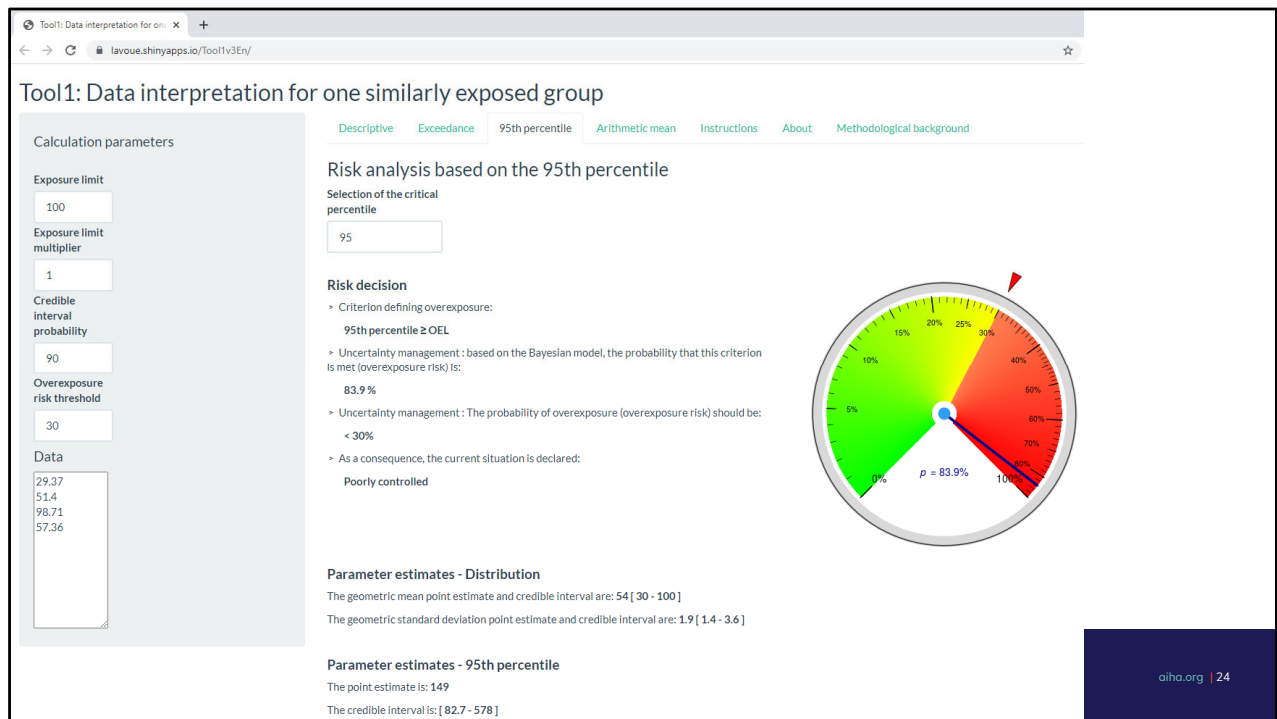 Tool1: Data interpretation for one
lavoue.shinyapps.io/Tool1v3En/
Tool1: Data interpretation for one similarly exposed group
Calculation parameters
Exposure limit
100
Exposure limit
multiplier
1
Credible
interval
probability
90
Overexposure
risk threshold
30
Data
29.37
51.4
98.71
57.36
Descriptive Exceedance 95th percentile Arithmetic mean Instructions About Methodological background
Risk analysis based on the 95th percentile
Selection of the critical
percentile
95
Risk decision
▹ Criterion defining overexposure:
95th percentile ≥ OEL
▹ Uncertainty management : based on the Bayesian model, the probability that this criterion
is met (overexposure risk) is:
83.9 %
▹ Uncertainty management : The probability of overexposure (overexposure risk) should be:
< 30%
▹ As a consequence, the current situation is declared:
Poorly controlled
0%
5%
10%
15%
20%
25%
30%
40%
50%
60%
70%
80%
100%
p = 83.9%
Parameter estimates - Distribution
The geometric mean point estimate and credible interval are: 54 [ 30 - 100 ]
The geometric standard deviation point estimate and credible interval are: 1.9 [ 1.4 - 3.6 ]
Parameter estimates - 95th percentile
The point estimate is: 149
The credible interval is: [ 82.7 - 578 ]
aiha.org | 24